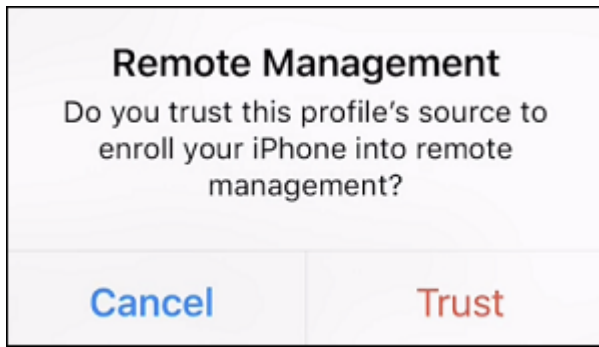 Remote Management
Do you trust this profile's source to
enroll your iPhone into remote
management?
Cancel
Trust